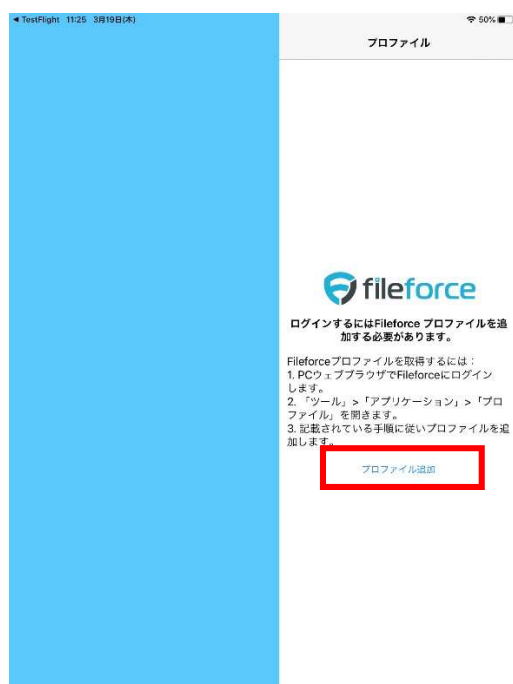 ◀ TestFlight 11:25 3月19日(木)
50%
プロファイル
fileforce
ログインするにはFileforce プロファイルを追
加する必要があります。
Fileforceプロファイルを取得するには：
1. PCウェブブラウザでFileforceにログイン
します。
2. 「ツール」>「アプリケーション」>「プロ
ファイル」を開きます。
3. 記載されている手順に従いプロファイルを追
加します。
プロファイル追加